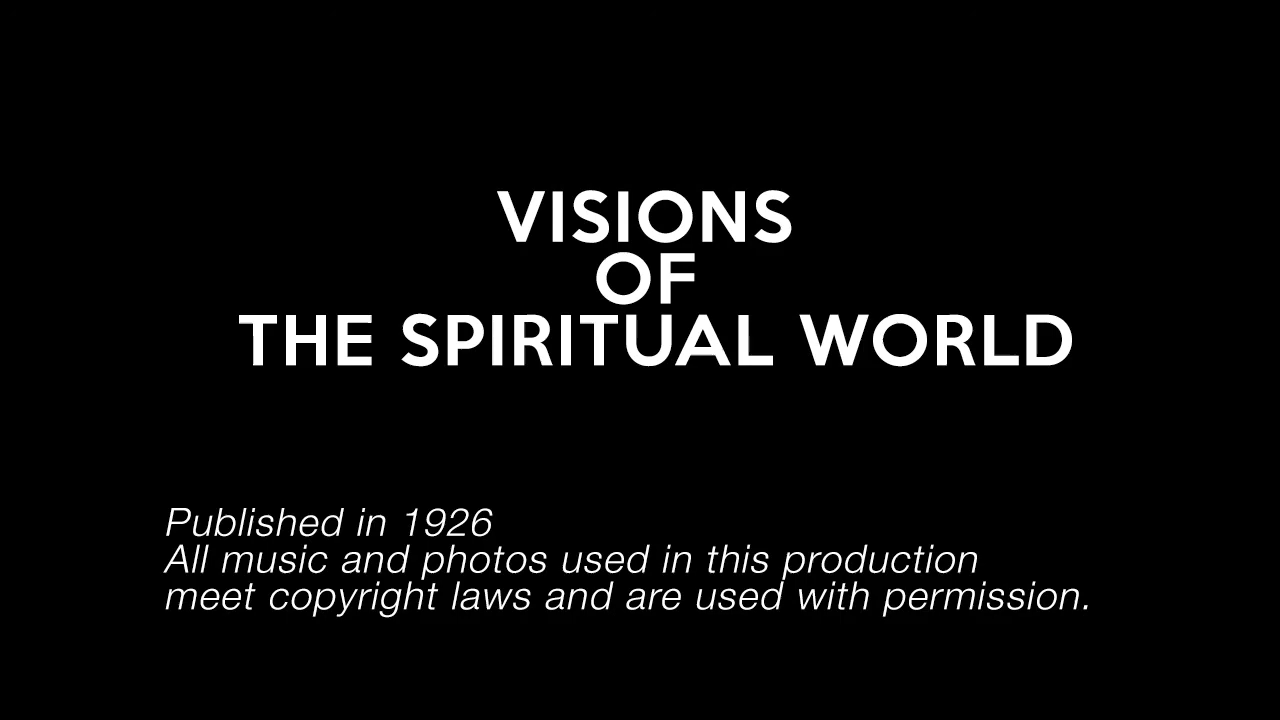 VISIONS
OF
THE SPIRITUAL WORLD
Published in 1926
All music and photos used in this production
meet copyright laws and are used with permission.